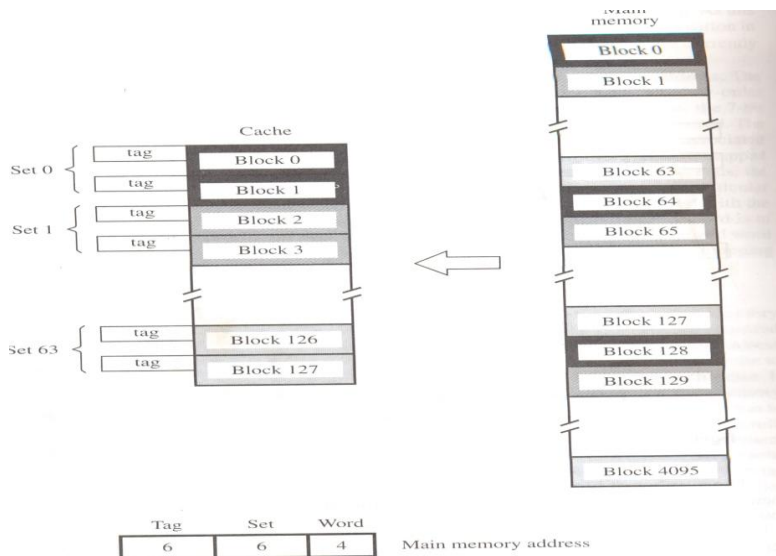 Main
memory
Block 0
Block 1
Block 63
Block 64
Block 65
Block 127
Block 128
Block 129
Block 4095
Cache
Set 0
tag
Block 0
tag
Block 1
Set 1
tag
Block 2
tag
Block 3
Set 63
tag
Block 126
tag
Block 127
Tag Set Word
6 6 4 Main memory address